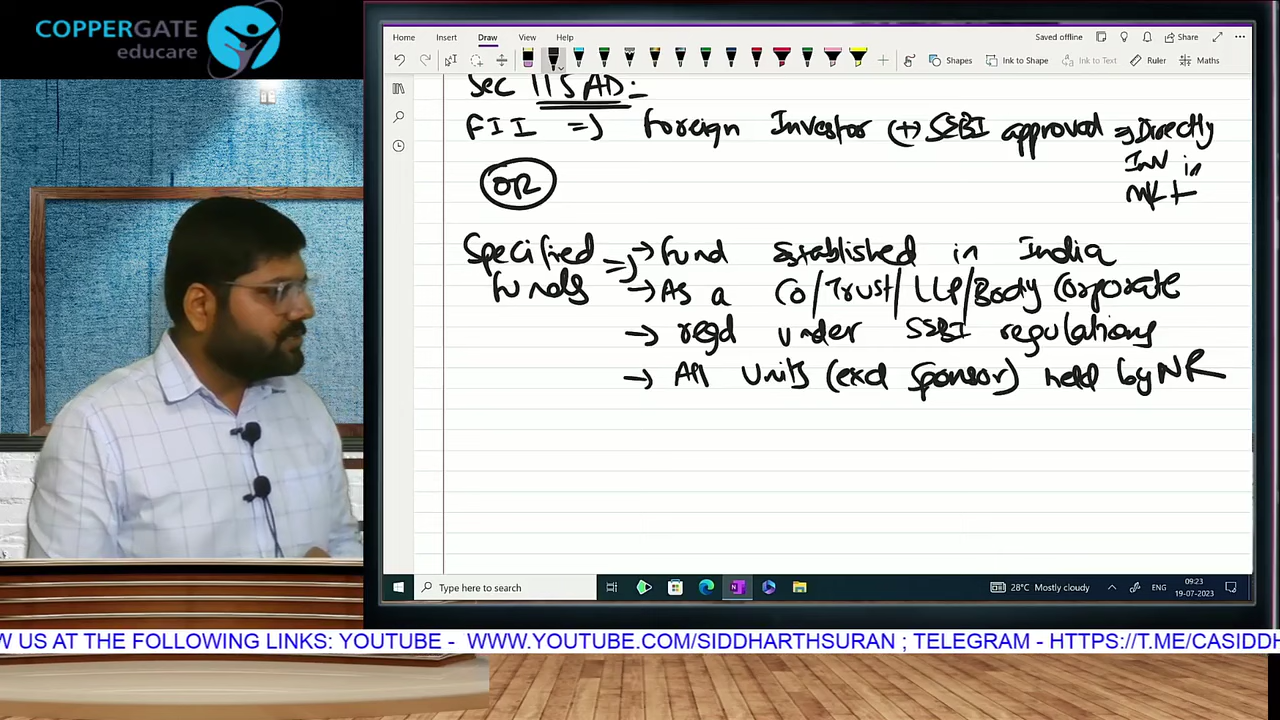 COPPERGATE
educare
Home Insert Draw View Help
Saved offline
Share
Shapes
Ink to Shape
Ink to Text
Ruler
Maths
Sec 115AD:-
FII => Foreign Investor (+) SEBI approved => Directly
Inv in
Mkt
OR
Specified => → Fund established in India
funds → As a Co/Trust/LLP/Body Corporate
→ regd under SEBI regulations
→ All Units (excl sponsor) held by NR
Type here to search
28°C Mostly cloudy
ENG
09:23
19-07-2023
W US AT THE FOLLOWING LINKS: YOUTUBE - WWW.YOUTUBE.COM/SIDDHARTHSURAN ; TELEGRAM - HTTPS://T.ME/CASIDDH